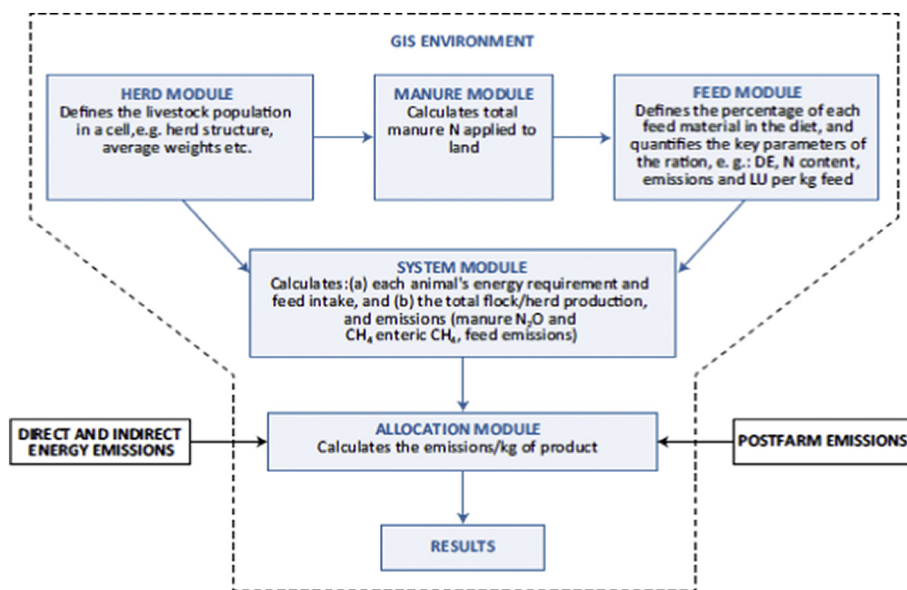 GIS ENVIRONMENT
HERD MODULE
Defines the livestock population
in a cell,e.g. herd structure,
average weights etc.
MANURE MODULE
Calculates total
manure N applied to
land
FEED MODULE
Defines the percentage of each
feed material in the diet, and
quantifies the key parameters of
the ration, e. g.: DE, N content,
emissions and LU per kg feed
SYSTEM MODULE
Calculates:(a) each animal's energy requirement and
feed intake, and (b) the total flock/herd production,
and emissions (manure N₂O and
CH₄ enteric CH₄, feed emissions)
DIRECT AND INDIRECT
ENERGY EMISSIONS
ALLOCATION MODULE
Calculates the emissions/kg of product
POSTFARM EMISSIONS
RESULTS